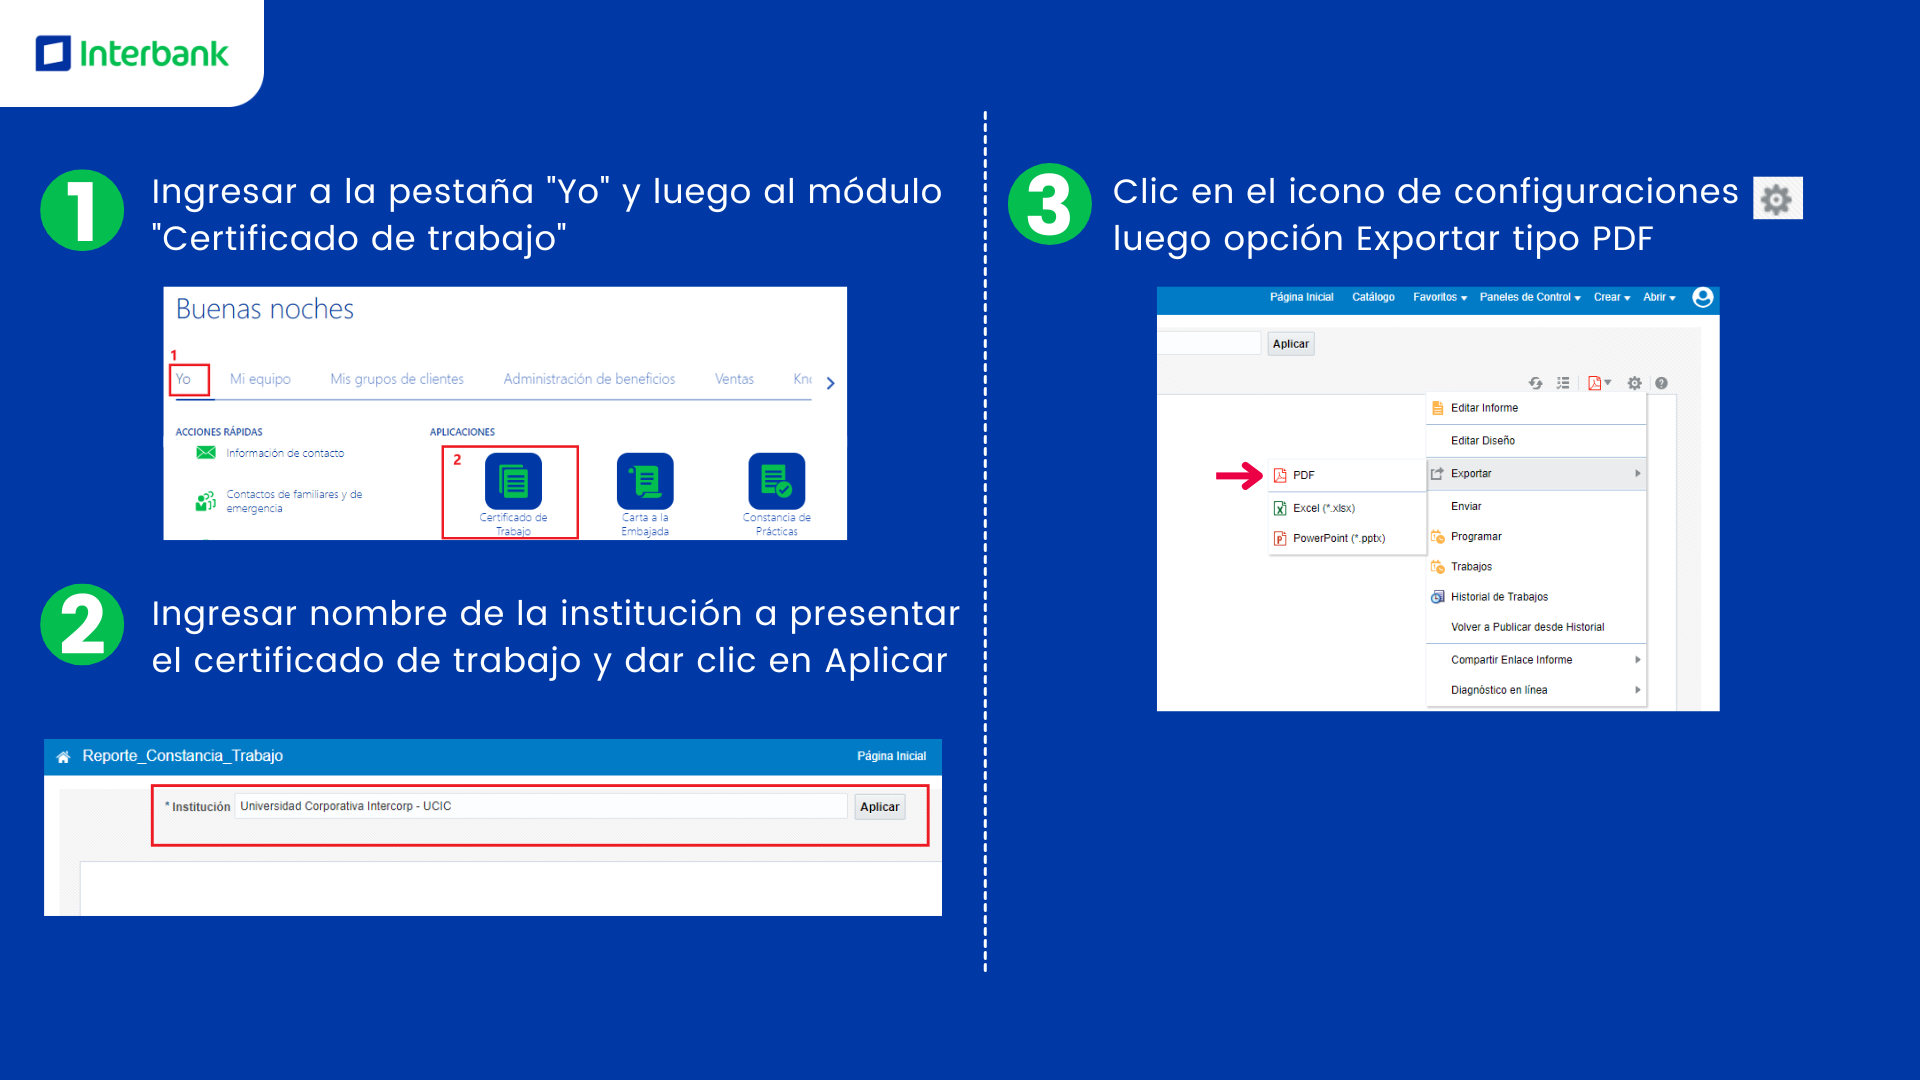 Interbank
1
Ingresar a la pestaña "Yo" y luego al módulo
"Certificado de trabajo"
Buenas noches
1
Yo
Mi equipo
Mis grupos de clientes
Administración de beneficios
Ventas
ACCIONES RÁPIDAS
Información de contacto
Contactos de familiares y de
emergencia
APLICACIONES
2
Certificado de
Trabajo
Carta a la
Embajada
Constancia de
Prácticas
2
Ingresar nombre de la institución a presentar
el certificado de trabajo y dar clic en Aplicar
Reporte_Constancia_Trabajo
Página Inicial
* Institución
Universidad Corporativa Intercorp - UCIC
Aplicar
3
Clic en el icono de configuraciones
luego opción Exportar tipo PDF
Página Inicial
Catálogo
Favoritos
Paneles de Control
Crear
Abrir
Aplicar
Editar Informe
Editar Diseño
Exportar
PDF
Excel (*.xlsx)
PowerPoint (*.pptx)
Enviar
Programar
Trabajos
Historial de Trabajos
Volver a Publicar desde Historial
Compartir Enlace Informe
Diagnóstico en línea